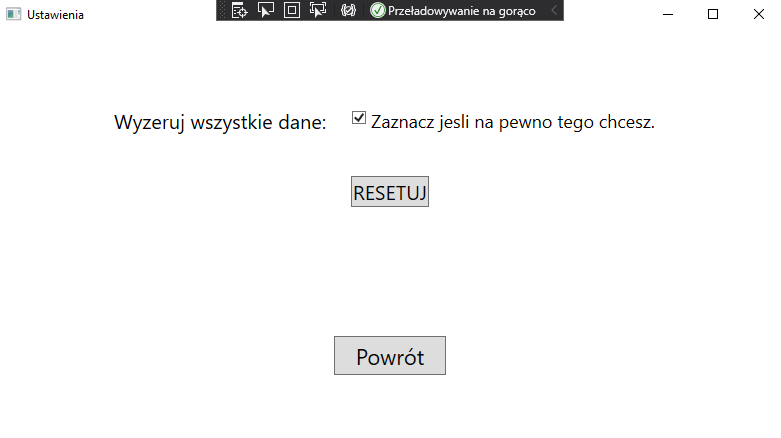 Ustawienia
Przeładowywanie na gorąco
Wyzeruj wszystkie dane:
Zaznacz jesli na pewno tego chcesz.
RESETUJ
Powrót